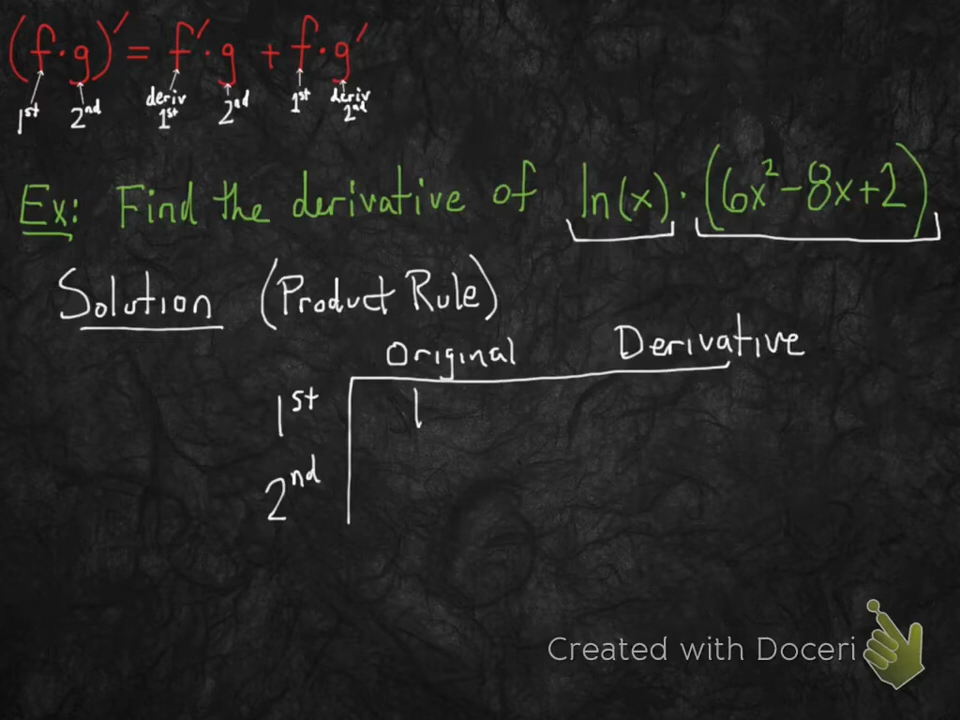 (f·g)′ = f′·g + f·g′
1st 2nd deriv 1st 2nd 1st deriv 2nd
Ex: Find the derivative of ln(x)·(6x²-8x+2)
Solution (Product Rule)
Original Derivative
1st l
2nd
Created with Doceri